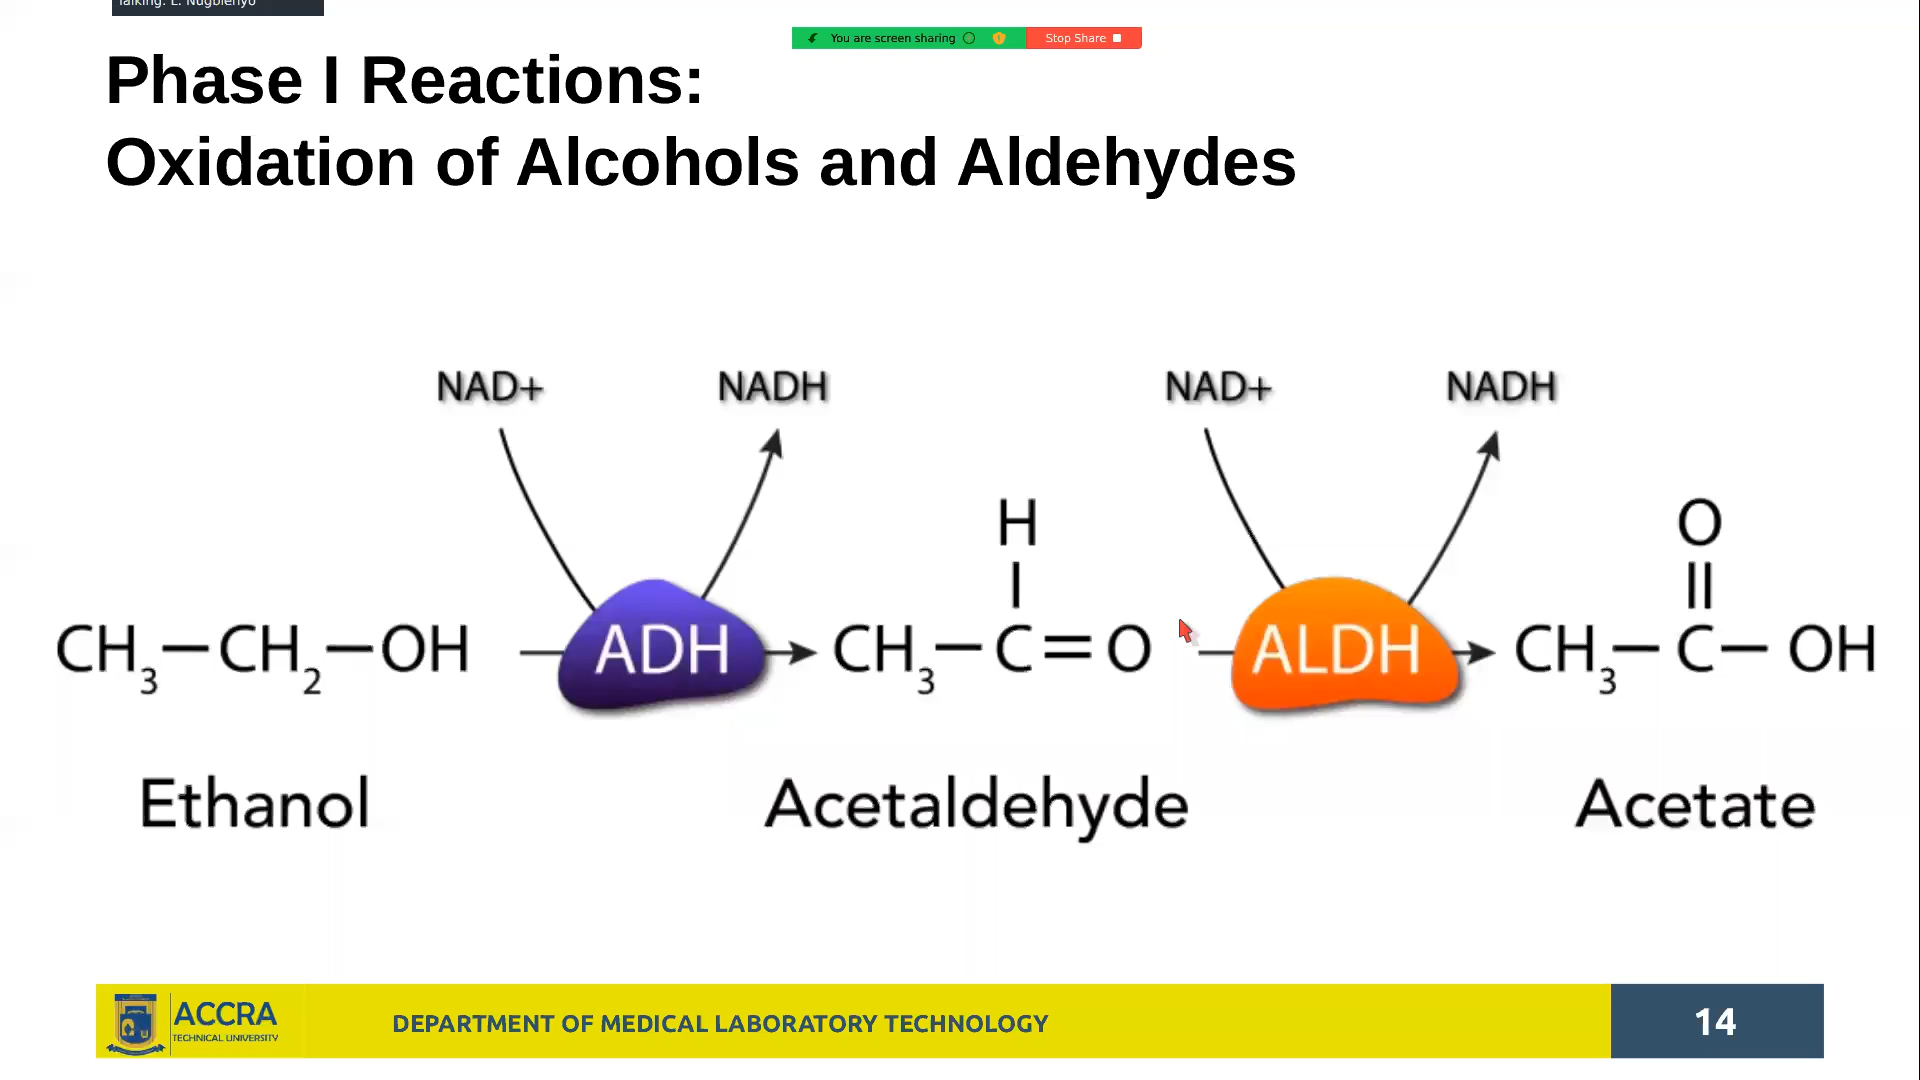 Talking: E. Nugblenyo
You are screen sharing
Stop Share
Phase I Reactions:
Oxidation of Alcohols and Aldehydes
NAD+ NADH NAD+ NADH
H O
CH3—CH2—OH ADH CH3—C=O ALDH CH3—C—OH
Ethanol Acetaldehyde Acetate
ACCRA
TECHNICAL UNIVERSITY
DEPARTMENT OF MEDICAL LABORATORY TECHNOLOGY
14